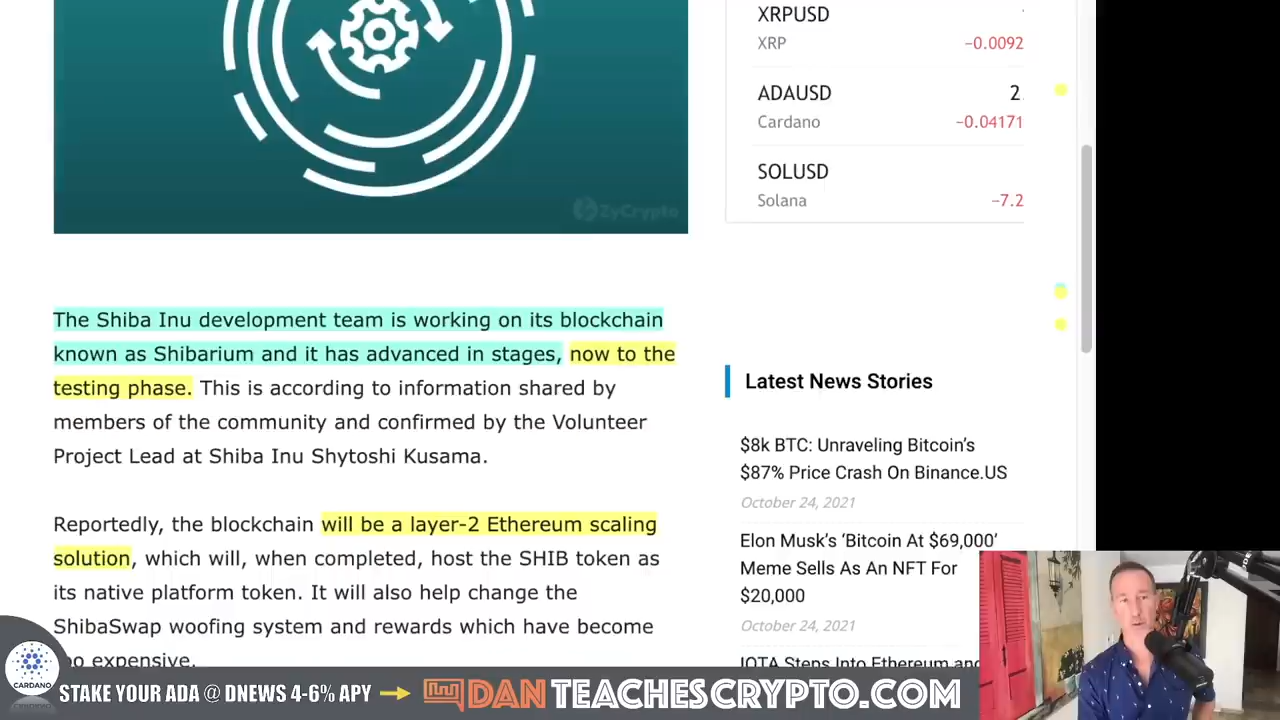 XRPUSD
XRP
−0.0092
ADAUSD
2
Cardano
−0.04171
SOLUSD
Solana
−7.2
ZyCrypto
The Shiba Inu development team is working on its blockchain
known as Shibarium and it has advanced in stages, now to the
testing phase. This is according to information shared by
members of the community and confirmed by the Volunteer
Project Lead at Shiba Inu Shytoshi Kusama.
Reportedly, the blockchain will be a layer-2 Ethereum scaling
solution, which will, when completed, host the SHIB token as
its native platform token. It will also help change the
ShibaSwap woofing system and rewards which have become
too expensive.
Latest News Stories
$8k BTC: Unraveling Bitcoin's
$87% Price Crash On Binance.US
October 24, 2021
Elon Musk's 'Bitcoin At $69,000'
Meme Sells As An NFT For
$20,000
October 24, 2021
IOTA Steps Into Ethereum and
CARDANO
STAKE YOUR ADA @ DNEWS 4-6% APY
DANTEACHESCRYPTO.COM